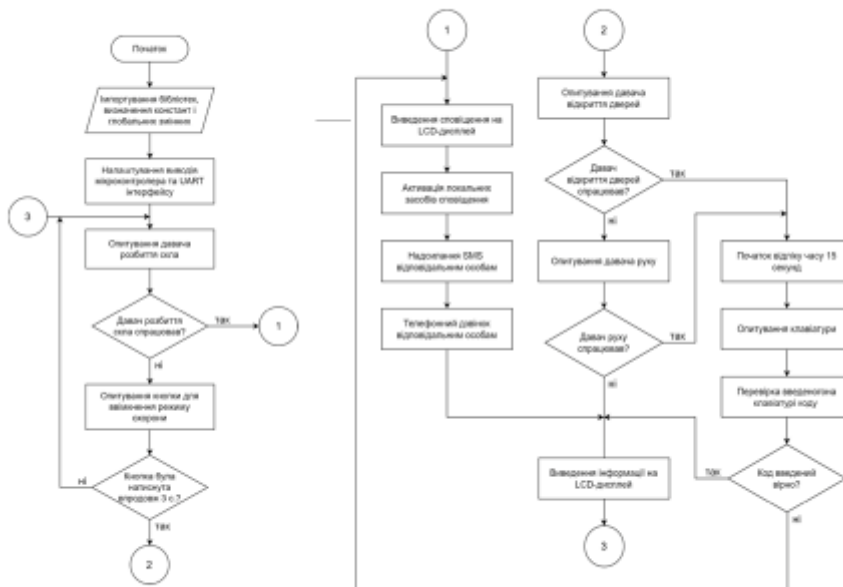 Початок
Імпортування бібліотек,
визначення констант і
глобальних змінних
Налаштування виводів
мікроконтролера та UART
інтерфейсу
3
Опитування давача
розбиття скла
Давач розбиття
скла спрацював?
так
1
ні
Опитування кнопки для
ввімкнення режиму
охорони
Кнопка була
натиснута
впродовж 3 с.?
ні
так
2
1
Виведення сповіщення на
LCD-дисплей
Активація локальних
засобів сповіщення
Надсилання SMS
відповідальним особам
Телефонний дзвінок
відповідальним особам
2
Опитування давача
відкриття дверей
Давач
відкриття дверей
спрацював?
так
ні
Опитування давача руху
Давач руху
спрацював?
так
ні
Виведення інформації на
LCD-дисплей
3
Початок відліку часу 15
секунд
Опитування клавіатури
Перевірка введеногона
клавіатурі коду
Код введений
вірно?
так
ні